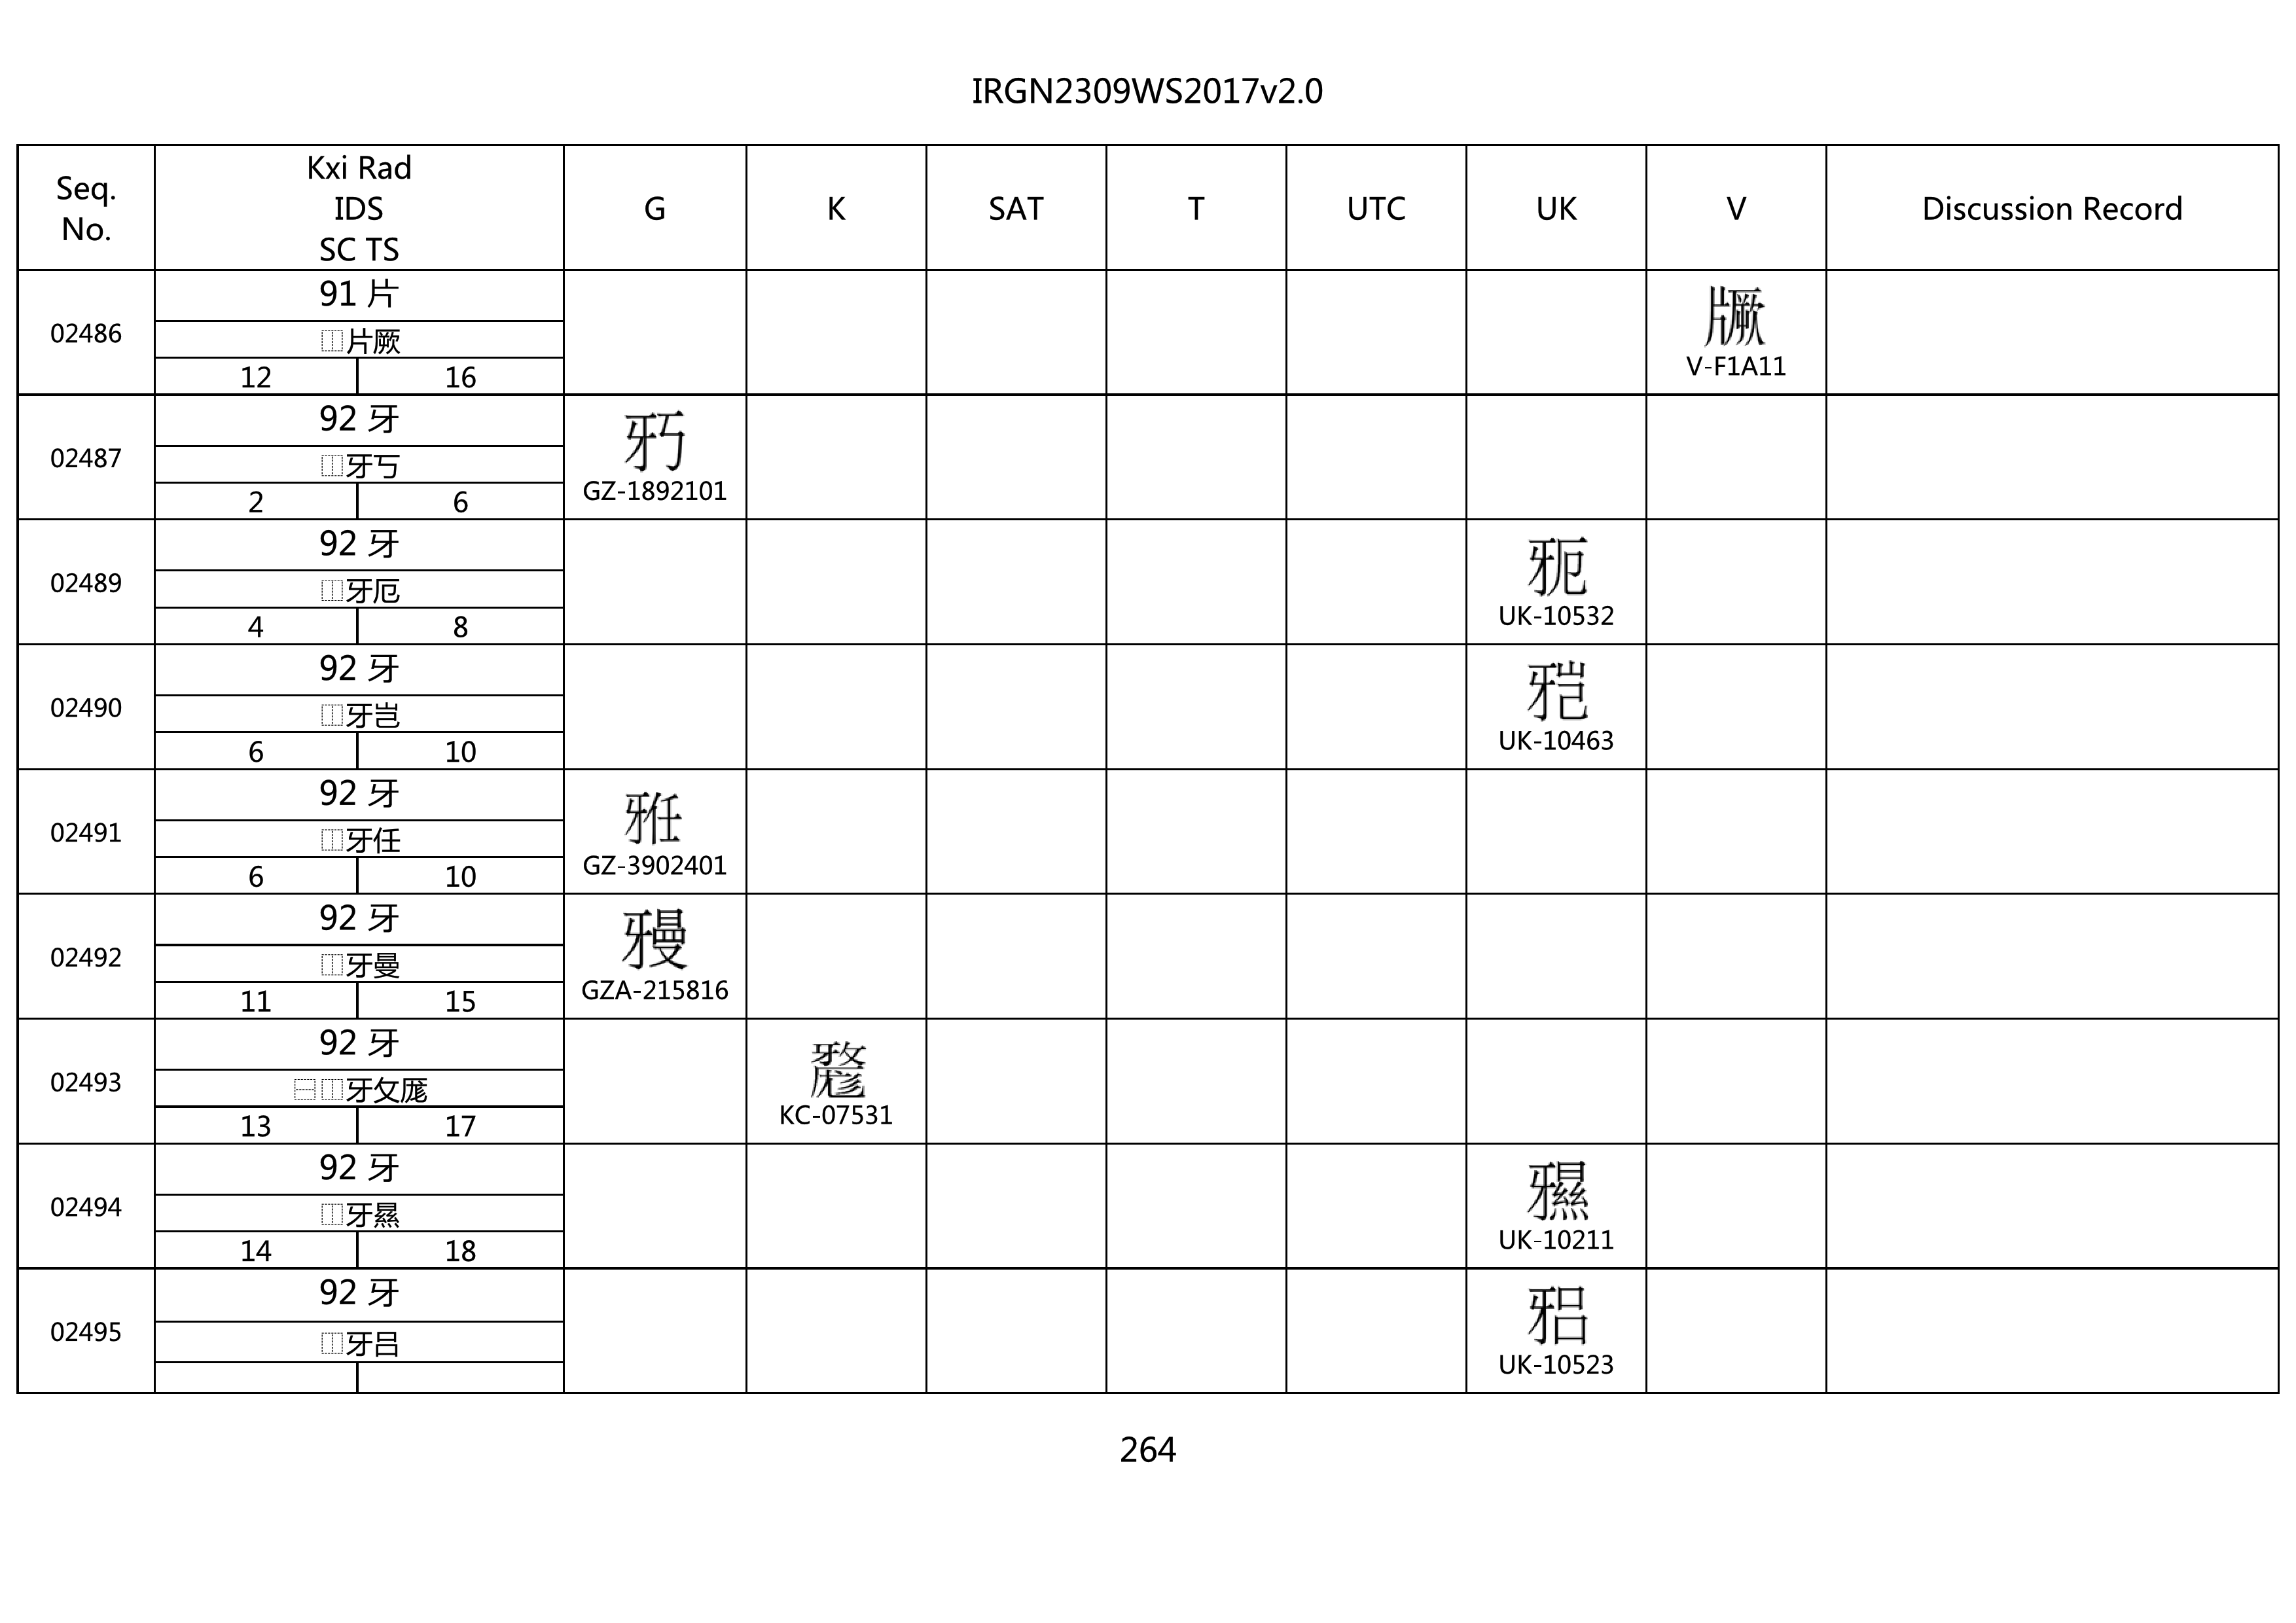 IRGN2309WS2017v2.0
Seq. No. Kxi Rad IDS SC TS G K SAT T UTC UK V Discussion Record
02486
91 片
⿰片厥
12 16
V-F1A11
02487
92 牙
⿰牙丂
2 6
GZ-1892101
02489
92 牙
⿰牙厄
4 8
UK-10532
02490
92 牙
⿰牙岂
6 10
UK-10463
02491
92 牙
⿰牙任
6 10
GZ-3902401
02492
92 牙
⿰牙曼
11 15
GZA-215816
02493
92 牙
⿱⿰牙攵
13 17
KC-07531
02494
92 牙
⿰牙㬎
14 18
UK-10211
02495
92 牙
⿰牙吕
UK-10523
264